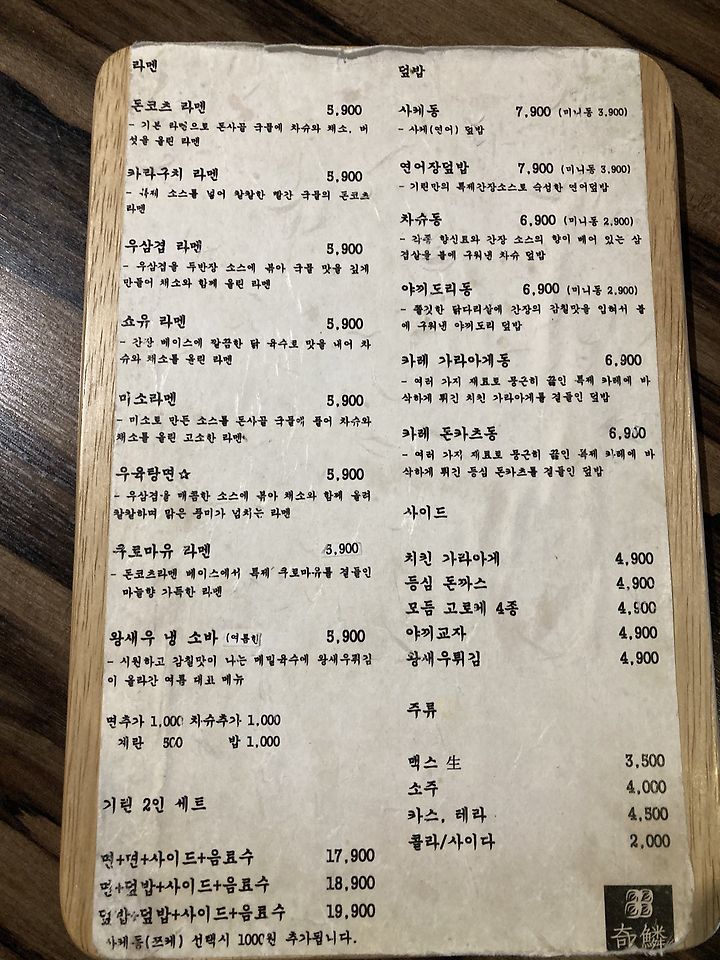 라멘
돈코츠 라멘 5,900
- 기본 라멘으로 돈사골 국물에 차슈와 채소, 버
섯을 올린 라멘
카라구치 라멘 5,900
- 특제 소스를 넣어 칼칼한 빨간 국물의 돈코츠
라멘
우삼겹 라멘 5,900
- 우삼겹을 두반장 소스에 볶아 국물 맛을 깊게
만들어 채소와 함께 올린 라멘
쇼유 라멘 5,900
- 간장 베이스에 깔끔한 닭 육수로 맛을 내어 차
슈와 채소를 올린 라멘
미소라멘 5,900
- 미소로 만든 소스를 돈사골 국물에 풀어 차슈와
채소를 올린 고소한 라멘
우육탕면☆ 5,900
- 우삼겹을 매콤한 소스에 볶아 채소와 함께 올려
칼칼하며 맑은 풍미가 넘치는 라멘
쿠로마유 라멘 5,900
- 돈코츠라멘 베이스에서 특제 쿠로마유를 곁들인
마늘향 가득한 라멘
왕새우 냉 소바 (여름한) 5,900
- 시원하고 감칠맛이 나는 메밀육수에 왕새우튀김
이 올라간 여름 대표 메뉴
면추가 1,000 차슈추가 1,000
계란 500 밥 1,000
기린 2인 세트
면+면+사이드+음료수 17,900
면+덮밥+사이드+음료수 18,900
덮밥+덮밥+사이드+음료수 19,900
사케동(쯔케) 선택시 1000원 추가됩니다.
덮밥
사케동 7,900 (미니동 3,900)
- 사케(연어) 덮밥
연어장덮밥 7,900 (미니동 3,900)
- 기린만의 특제간장소스로 숙성한 연어덮밥
차슈동 6,900 (미니동 2,900)
- 각종 향신료와 간장 소스의 향이 베어 있는 삼
겹살을 불에 구워낸 차슈 덮밥
야끼도리동 6,900 (미니동 2,900)
- 쫄깃한 닭다리살에 간장의 감칠맛을 입혀서 불
에 구워낸 야끼도리 덮밥
카레 가라아게동 6,900
- 여러 가지 재료로 뭉근히 끓인 특제 카레에 바
삭하게 튀긴 치킨 가라아게를 곁들인 덮밥
카레 돈카츠동 6,900
- 여러 가지 재료로 뭉근히 끓인 특제 카레에 바
삭하게 튀긴 등심 돈카츠를 곁들인 덮밥
사이드
치킨 가라아게 4,900
등심 돈까스 4,900
모듬 고로케 4종 4,900
야끼교자 4,900
왕새우튀김 4,900
주류
맥스 生 3,500
소주 4,000
카스, 테라 4,500
콜라/사이다 2,000
奇鱗